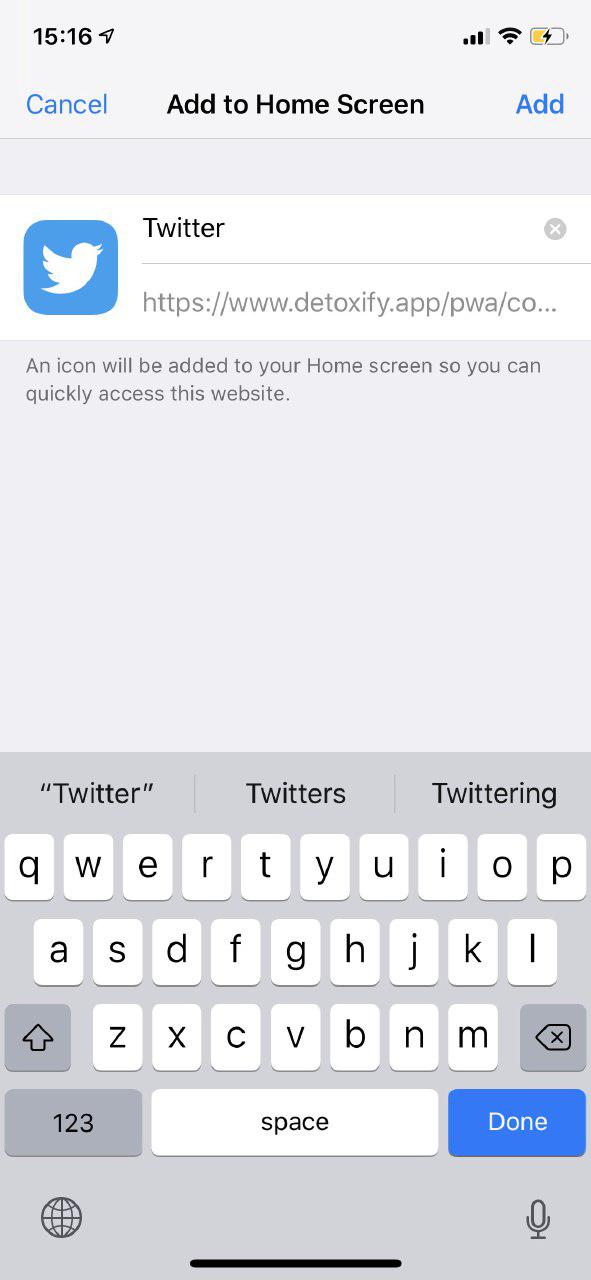 15:16
Cancel Add to Home Screen Add
Twitter
https://www.detoxify.app/pwa/co...
An icon will be added to your Home screen so you can
quickly access this website.
“Twitter” Twitters Twittering
q w e r t y u i o p
a s d f g h j k l
z x c v b n m
123 space Done